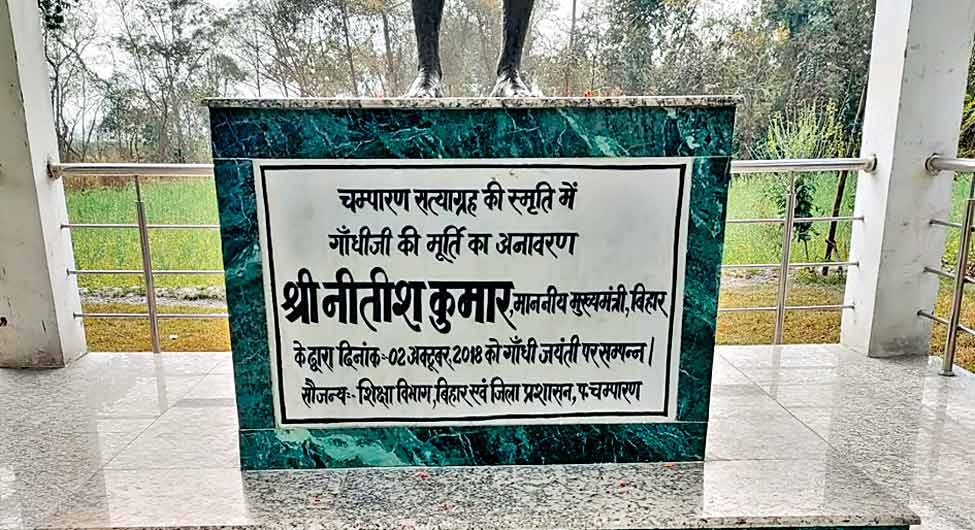 चम्पारण सत्याग्रह की स्मृति में
गाँधीजी की मूर्ति का अनावरण
श्री नीतीश कुमार, माननीय मुख्यमंत्री, बिहार
के द्वारा दिनांक:-02 अक्टूबर, 2018 को गाँधी जयंती पर सम्पन्न।
सौजन्य:- शिक्षा विभाग, बिहार एवं जिला प्रशासन, प० चम्पारण